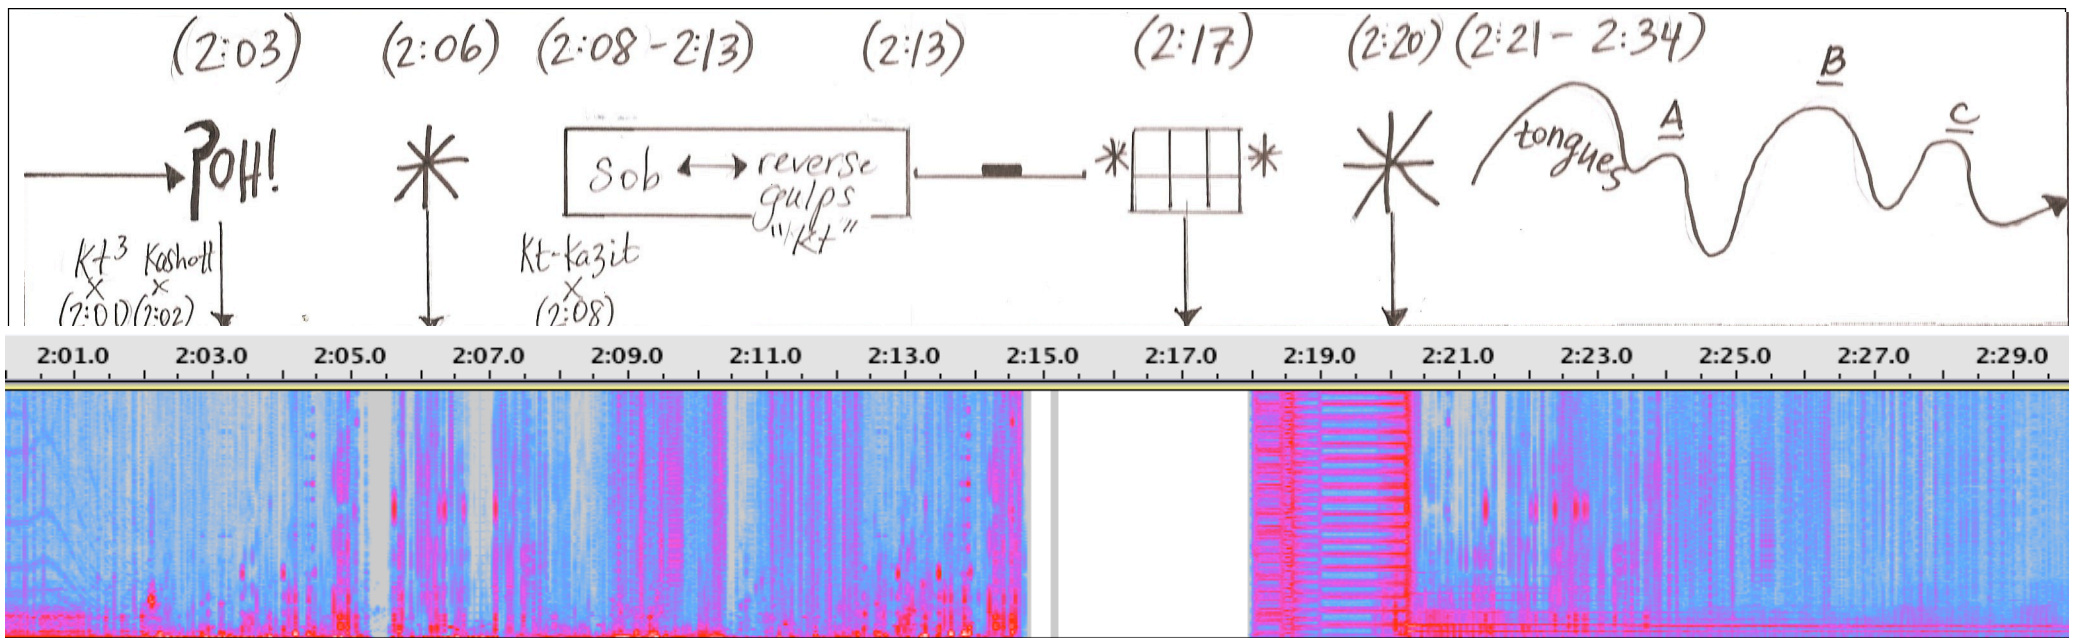 (2:03) (2:06) (2:08-2:13) (2:13) (2:17) (2:20) (2:21- 2:34)
POH!
Sob ↔ reverse
gulps
"kt"
tongues
A
B
C
Kt³ Kashott
x x
(2:01) (2:02)
Kt-kazit
x
(2:08)
2:01.0 2:03.0 2:05.0 2:07.0 2:09.0 2:11.0 2:13.0 2:15.0 2:17.0 2:19.0 2:21.0 2:23.0 2:25.0 2:27.0 2:29.0